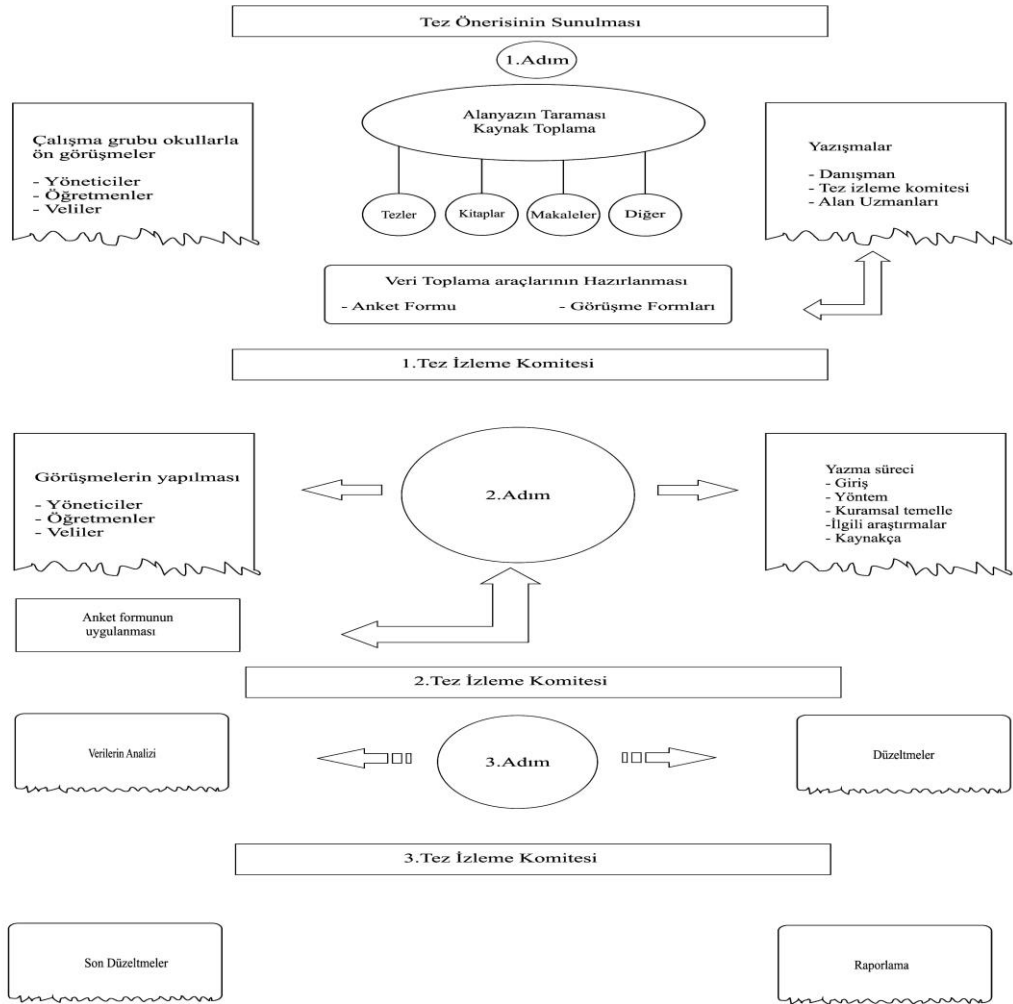 Tez Önerisinin Sunulması
1.Adım
Alanyazın Taraması
Kaynak Toplama
Çalışma grubu okullarla
ön görüşmeler
- Yöneticiler
- Öğretmenler
- Veliler
Yazışmalar
- Danışman
- Tez izleme komitesi
- Alan Uzmanları
Tezler
Kitaplar
Makaleler
Diğer
Veri Toplama araçlarının Hazırlanması
- Anket Formu
- Görüşme Formları
1.Tez İzleme Komitesi
Görüşmelerin yapılması
- Yöneticiler
- Öğretmenler
- Veliler
2.Adım
Yazma süreci
- Giriş
- Yöntem
- Kuramsal temelle
-İlgili araştırmalar
- Kaynakça
Anket formunun
uygulanması
2.Tez İzleme Komitesi
Verilerin Analizi
3.Adım
Düzeltmeler
3.Tez İzleme Komitesi
Son Düzeltmeler
Raporlama